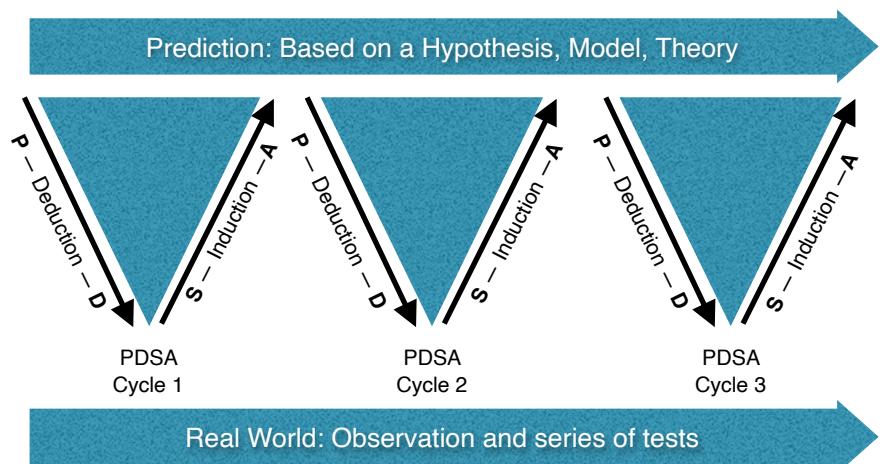 Prediction: Based on a Hypothesis, Model, Theory
P — Deduction — D
S — Induction — A
P — Deduction — D
S — Induction — A
P — Deduction — D
S — Induction — A
PDSA
Cycle 1
PDSA
Cycle 2
PDSA
Cycle 3
Real World: Observation and series of tests